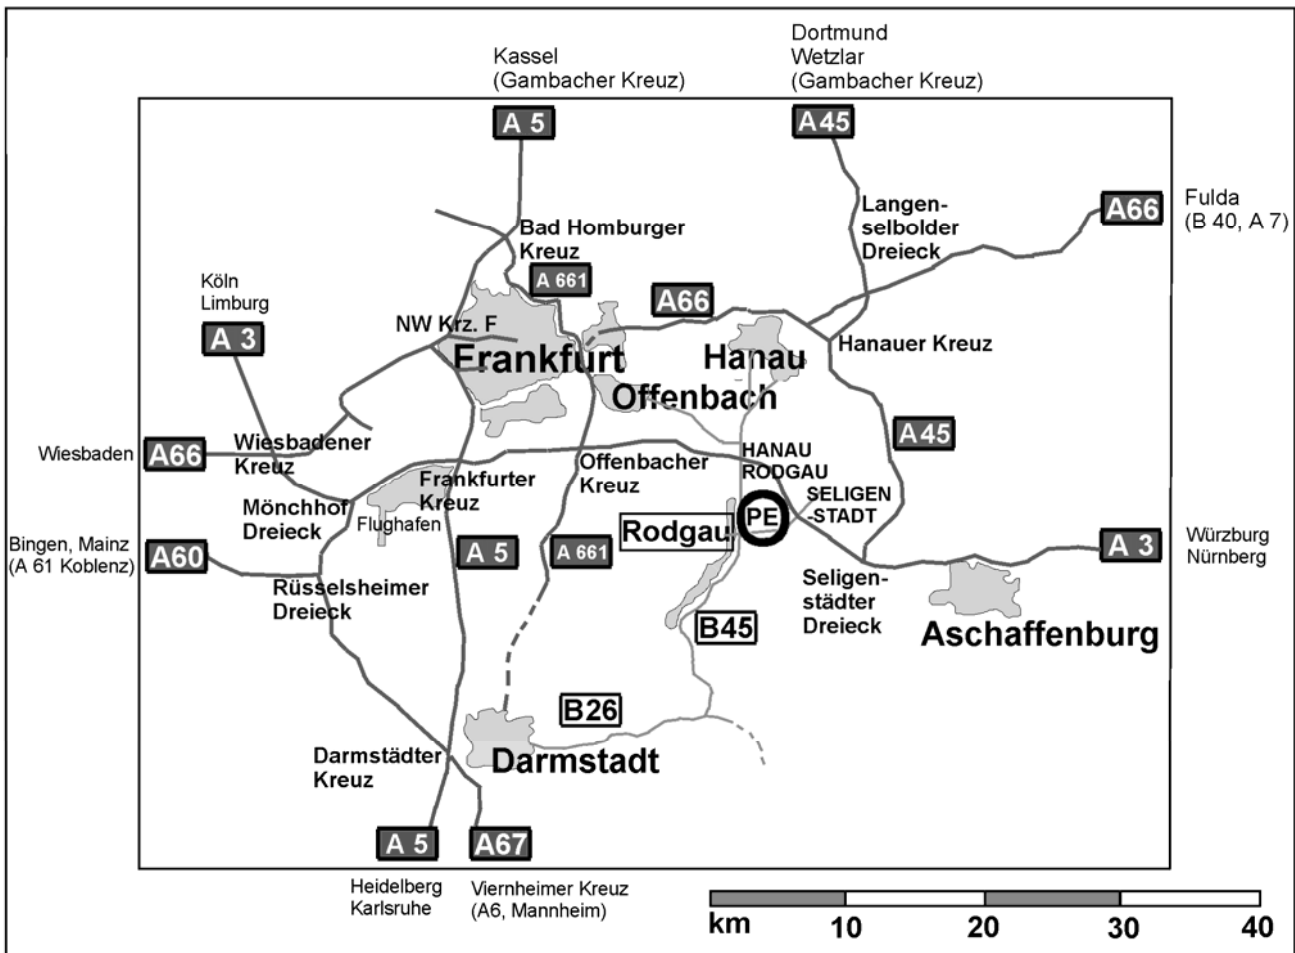 Dortmund
Wetzlar
(Gambacher Kreuz)
Kassel
(Gambacher Kreuz)
A 5
A45
A66
Fulda
(B 40, A 7)
Langen-
selbolder
Dreieck
Bad Homburger
Kreuz
A 661
Köln
Limburg
A 3
A66
NW Krz. F
Frankfurt
Hanau
Hanauer Kreuz
Offenbach
A45
Wiesbaden
A66
Wiesbadener
Kreuz
HANAU
RODGAU
Offenbacher
Kreuz
Frankfurter
Kreuz
SELIGEN
-STADT
Mönchhof
Dreieck
Flughafen
PE
Rodgau
Bingen, Mainz
(A 61 Koblenz)
A60
A 5
A 661
A 3
Würzburg
Nürnberg
Rüsselsheimer
Dreieck
Seligen-
städter
Dreieck
B45
Aschaffenburg
B26
Darmstädter
Kreuz
Darmstadt
A 5
A67
Heidelberg
Karlsruhe
Viernheimer Kreuz
(A6, Mannheim)
km 10 20 30 40